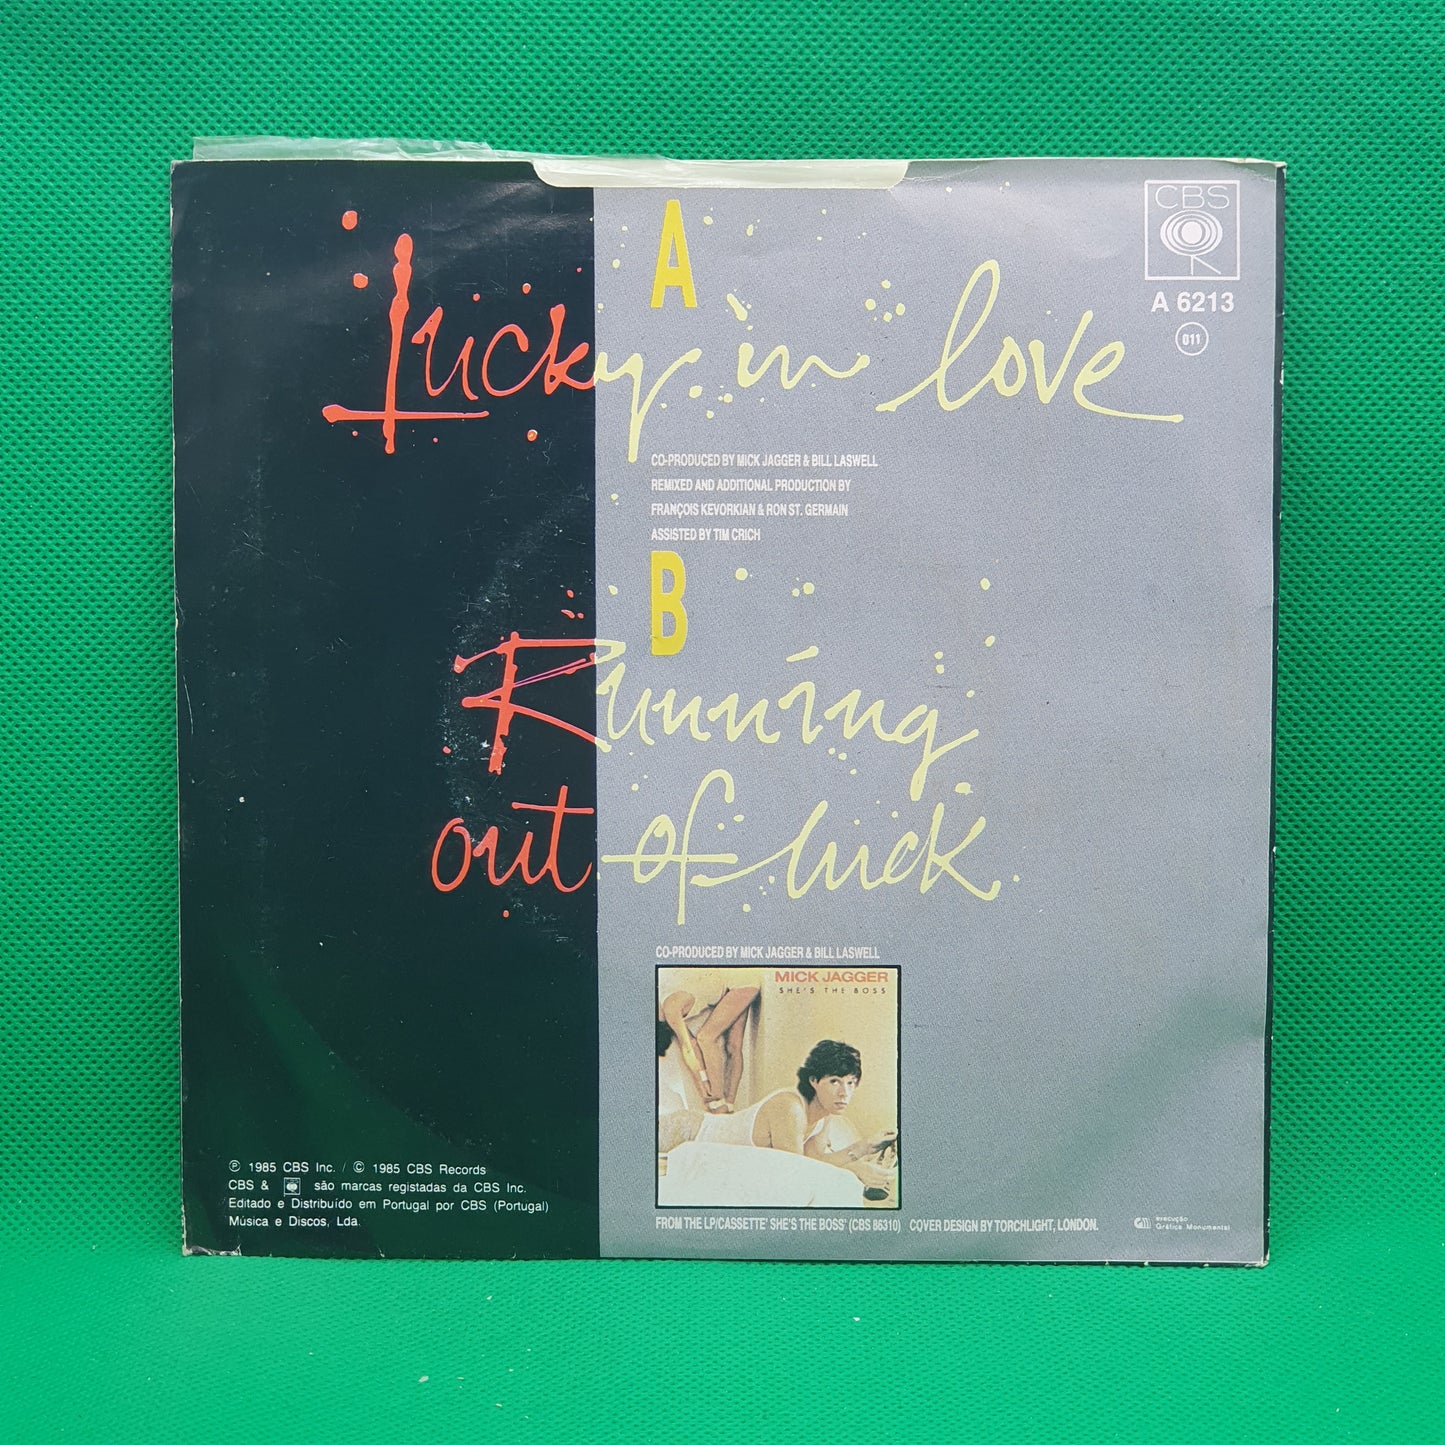 CBS
A 6213
011
A
Lucky in love
CO-PRODUCED BY MICK JAGGER & BILL LASWELL
REMIXED AND ADDITIONAL PRODUCTION BY
FRANÇOIS KEVORKIAN & RON ST. GERMAIN
ASSISTED BY TIM CRICH
B
Running
out of luck
CO-PRODUCED BY MICK JAGGER & BILL LASWELL
MICK JAGGER
SHE'S THE BOSS
℗ 1985 CBS Inc. / © 1985 CBS Records
CBS & são marcas registadas da CBS Inc.
Editado e Distribuído em Portugal por CBS (Portugal)
Música e Discos, Lda.
FROM THE LP/CASSETTE' SHE'S THE BOSS' (CBS 86310) COVER DESIGN BY TORCHLIGHT, LONDON.
execução
Gráfica Monumental